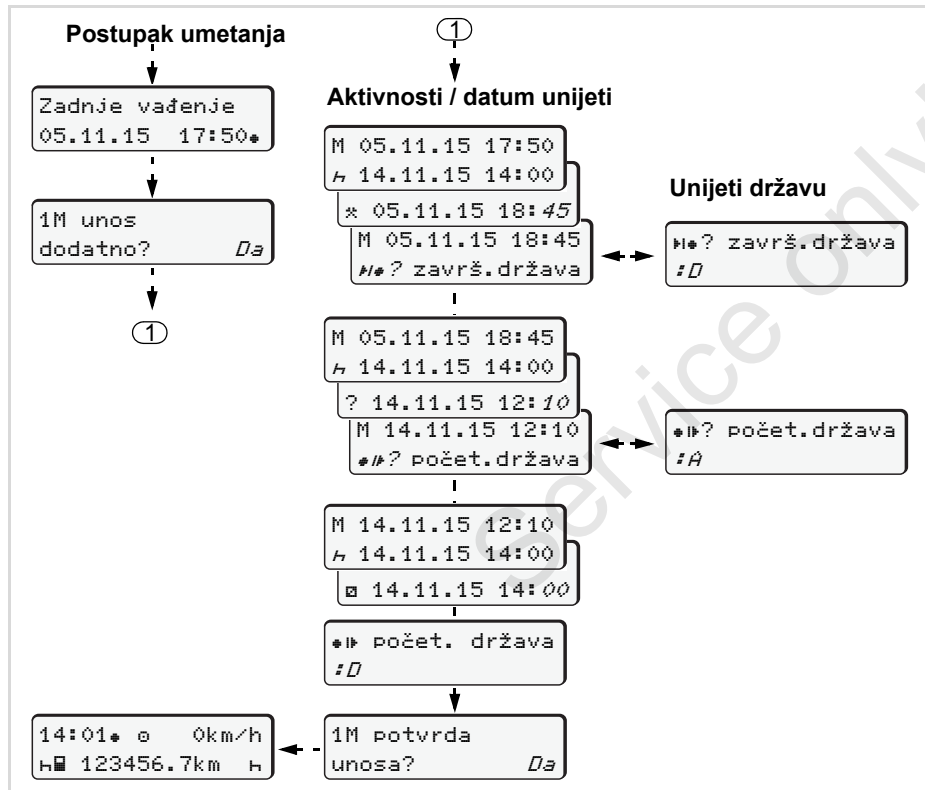 Postupak umetanja
Zadnje vađenje
05.11.15 17:50
1M unos
dodatno? Da
1
1
Aktivnosti / datum unijeti
M 05.11.15 17:50
14.11.15 14:00
05.11.15 18:45
M 05.11.15 18:45
? završ.država
Unijeti državu
? završ.država
:D
M 05.11.15 18:45
14.11.15 14:00
? 14.11.15 12:10
M 14.11.15 12:10
? počet.država
? počet.država
:A
M 14.11.15 12:10
14.11.15 14:00
14.11.15 14:00
počet. država
:D
1M potvrda
unosa? Da
14:01 0km/h
123456.7km
Service only